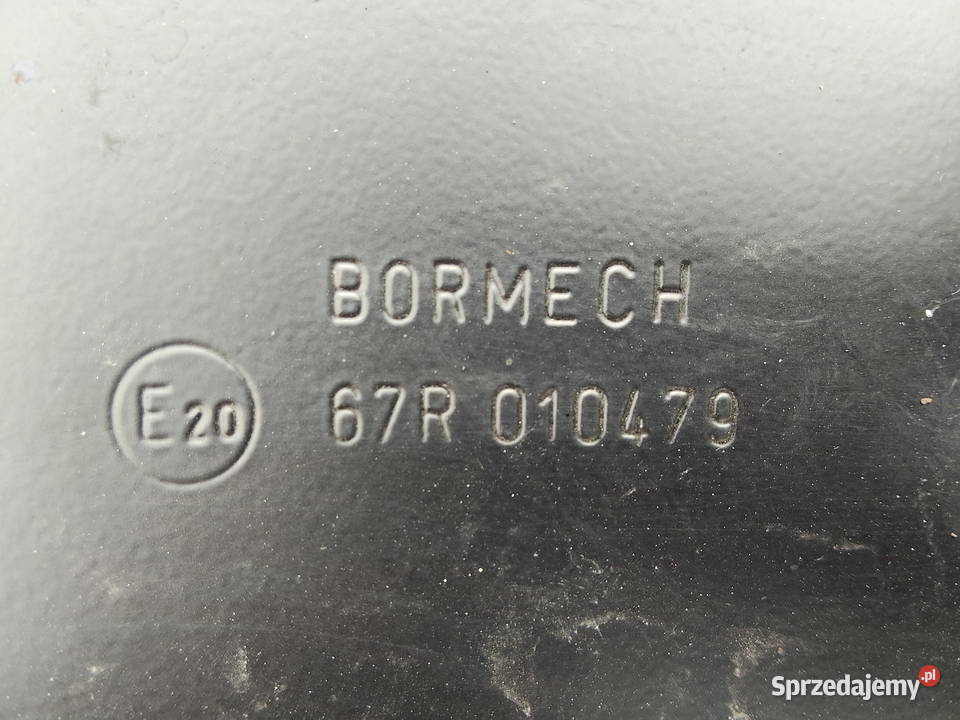 BORMECH
E20 67R 010479
Sprzedajemy.pl